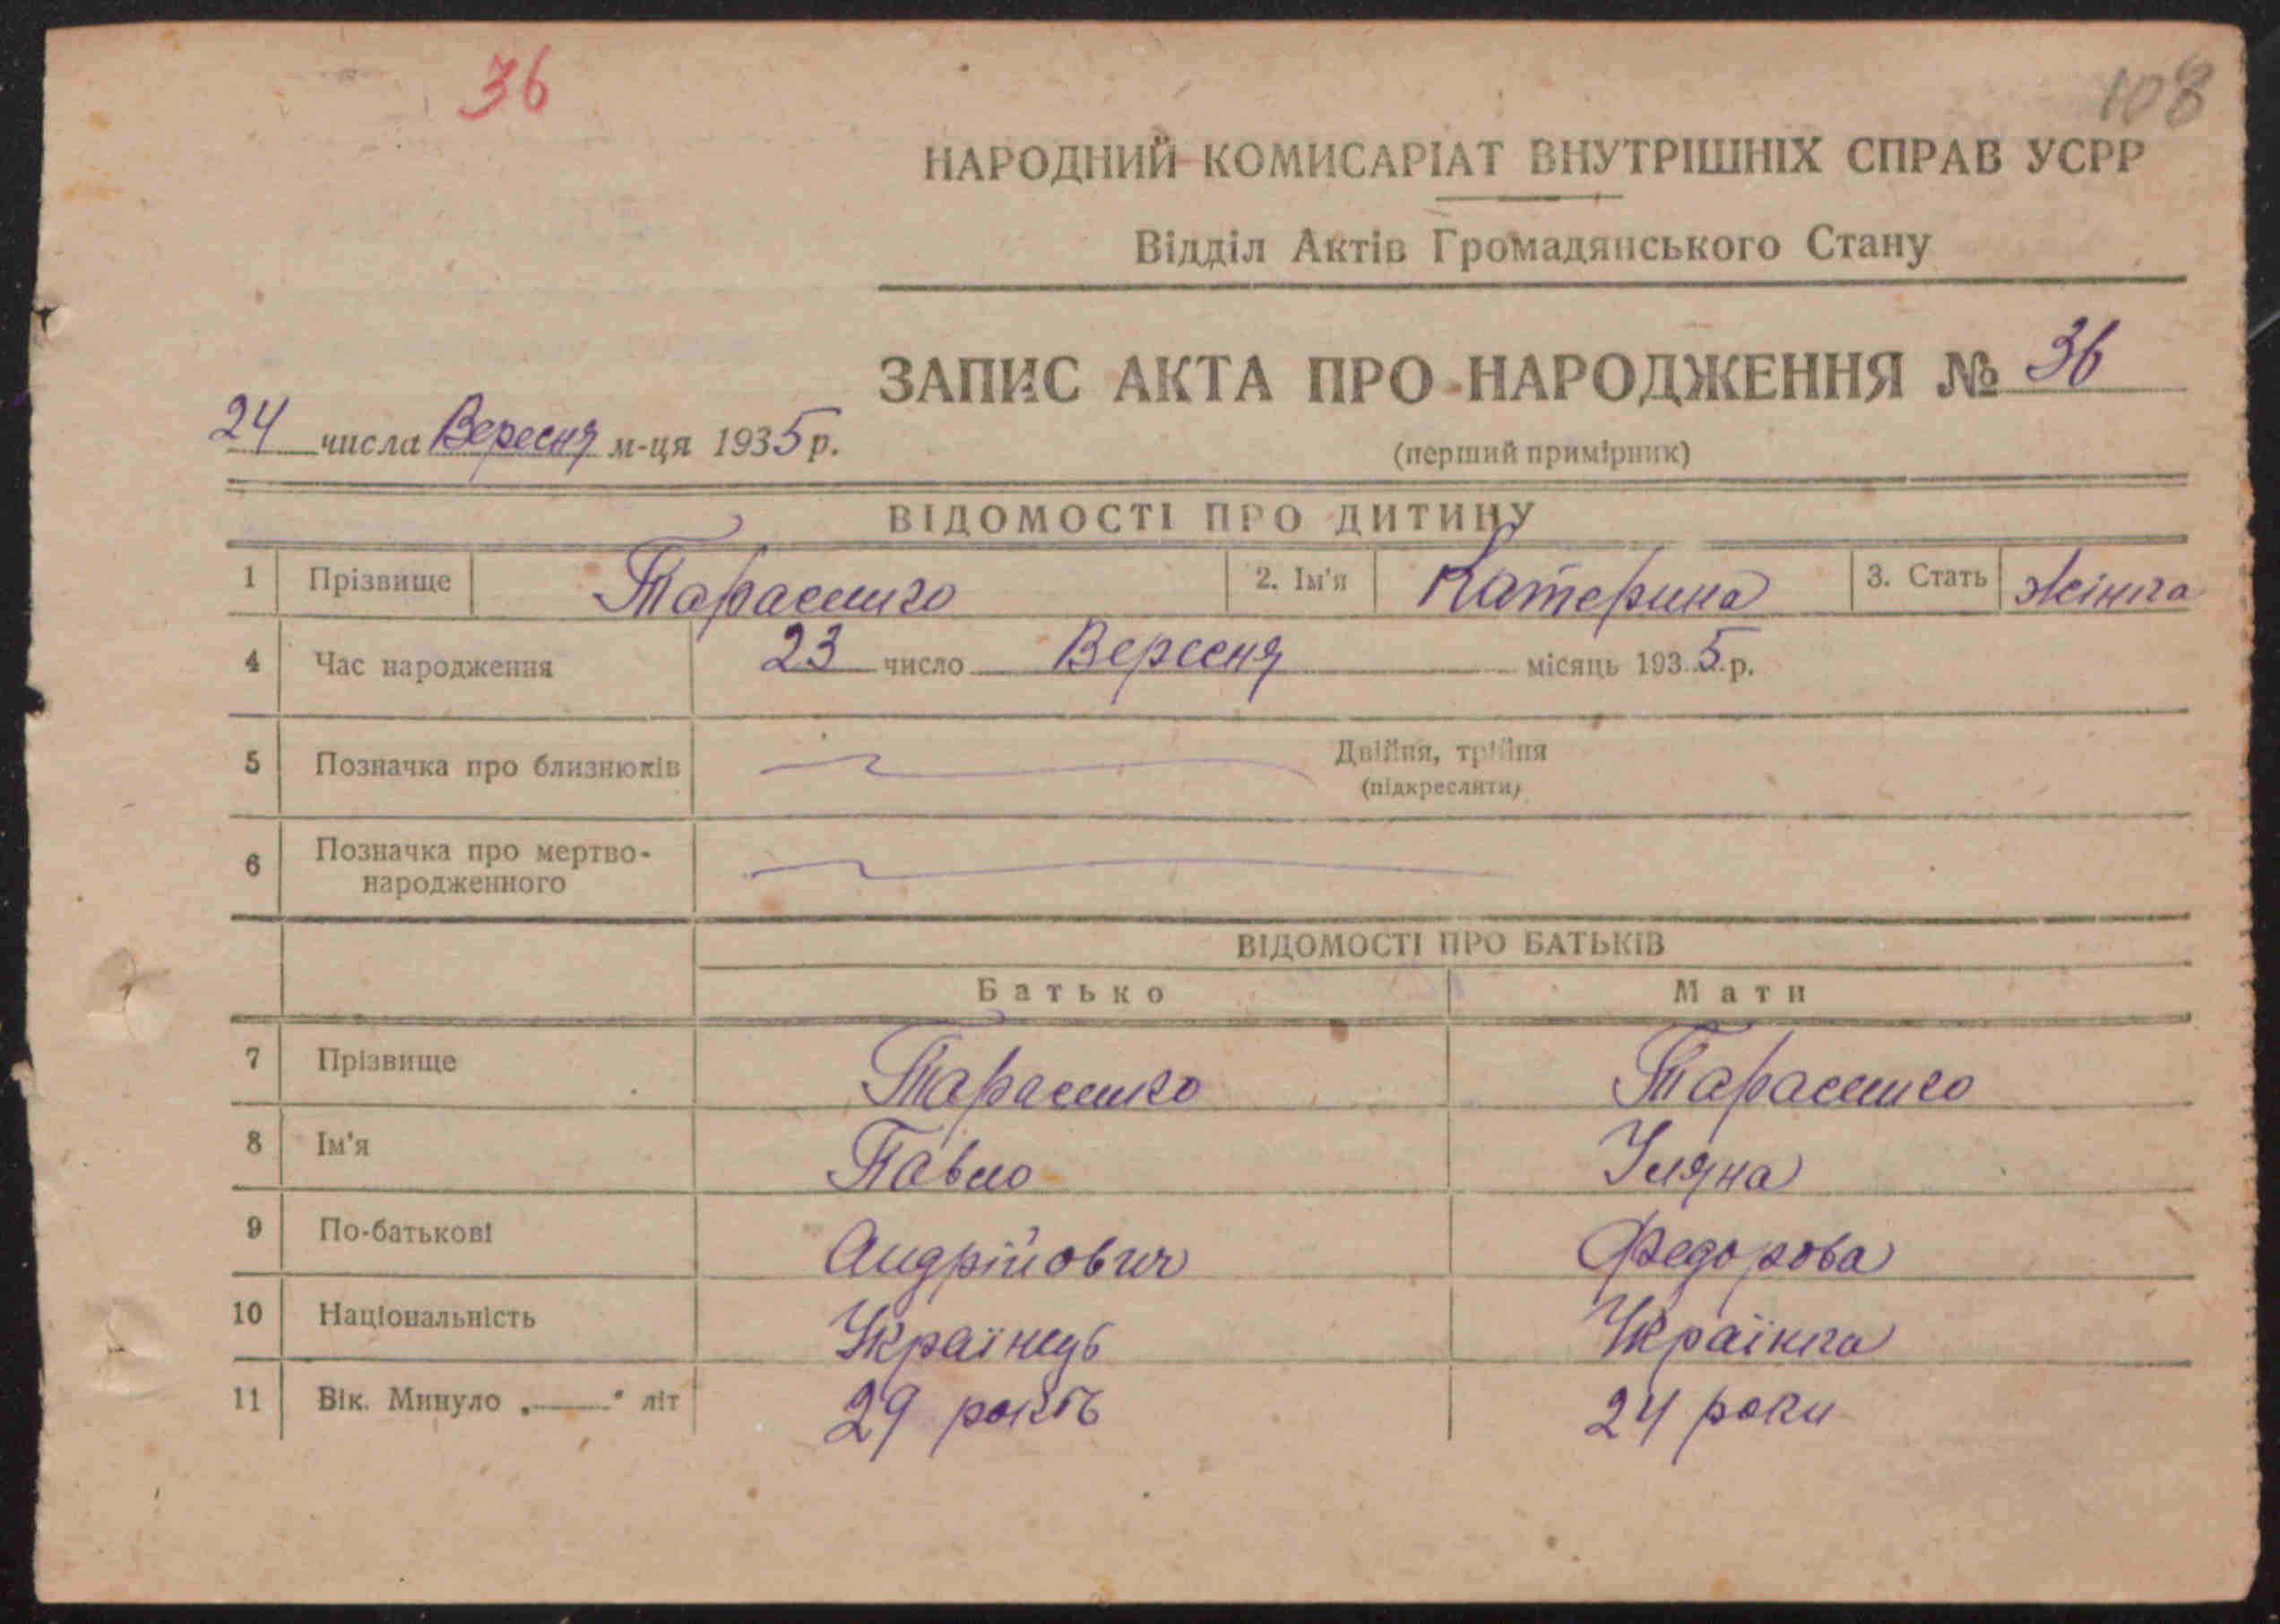 36
108
НАРОДНИЙ КОМИСАРІАТ ВНУТРІШНІХ СПРАВ УСРР
Відділ Актів Громадянського Стану
ЗАПИС АКТА ПРО НАРОДЖЕННЯ № 36
24 числа Вересня м-ця 1935 р.
(перший примірник)
ВІДОМОСТІ ПРО ДИТИНУ
1 Прізвище 2. Ім'я Катерина 3. Стать жінка
4 Час народження 23 число Вересня місяць 1935 р.
5 Позначка про близнюків Двійня, трійня
(підкреслити)
6 Позначка про мертво-
народженного
ВІДОМОСТІ ПРО БАТЬКІВ
Батько Мати
7 Прізвище
8 Ім'я Павло Уляна
9 По-батькові Андрійович Федорова
10 Національність Українець Українка
11 Вік. Минуло „——" літ 29 років 24 роки